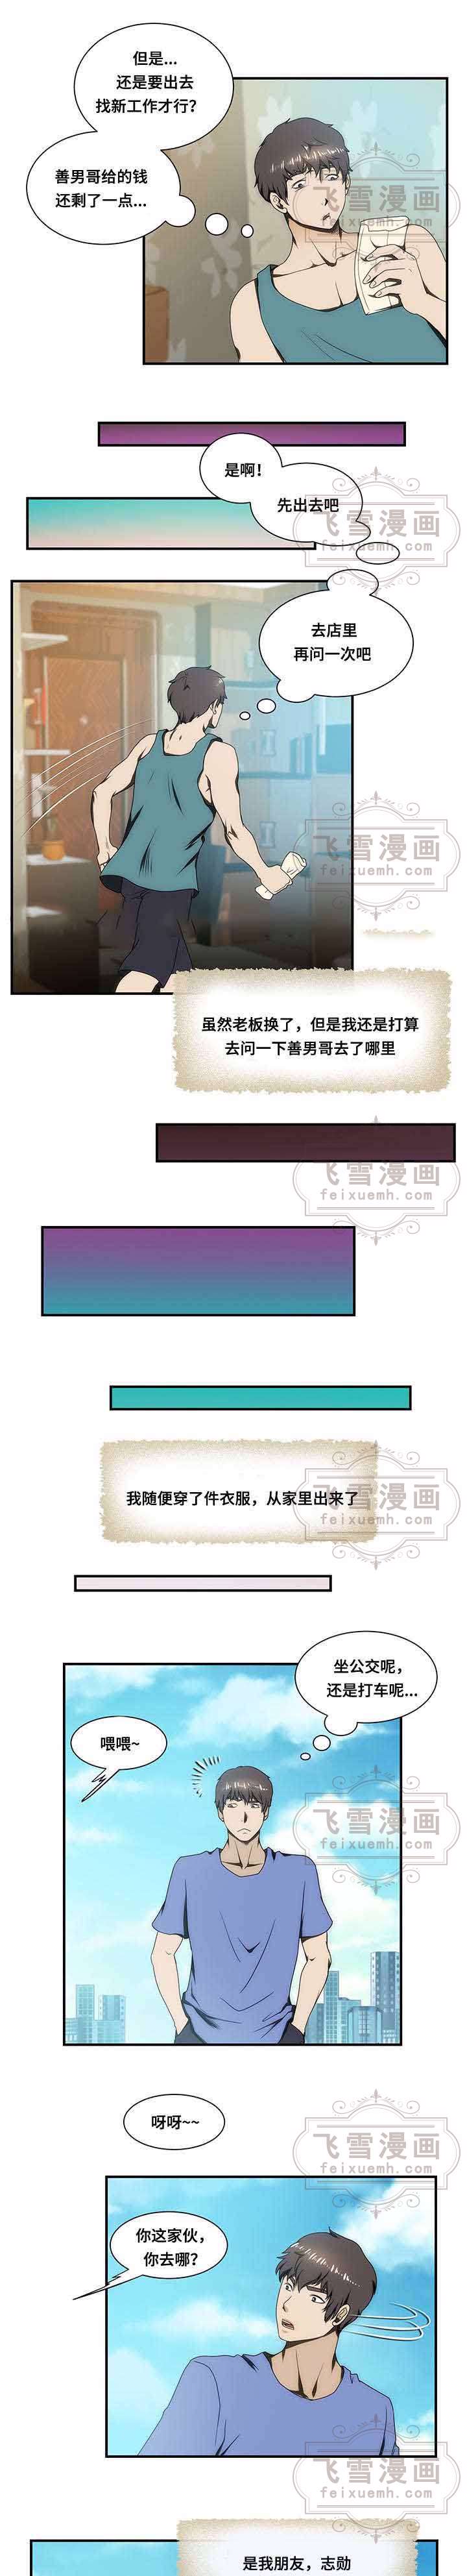 但是...
还是要出去
找新工作才行？
善男哥给的钱
还剩了一点...
飞雪漫画
feixuemh.com
是啊！
先出去吧
飞雪漫画
feixuemh.com
去店里
再问一次吧
飞雪漫画
feixuemh.com
虽然老板换了，但是我还是打算
去问一下善男哥去了哪里
飞雪漫画
feixuemh.com
我随便穿了件衣服，从家里出来了
飞雪漫画
feixuemh.com
坐公交呢，
还是打车呢...
喂喂~
飞雪漫画
feixuemh.com
呀呀~~
飞雪漫画
feixuemh.com
你这家伙，
你去哪？
飞雪漫画
feixuemh.com
是我朋友，志勋